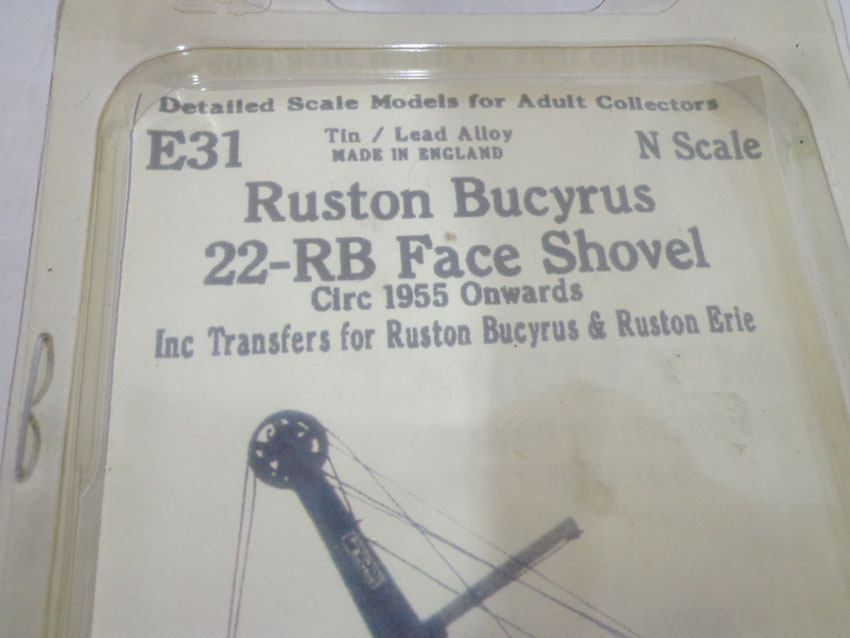 Detailed Scale Models for Adult Collectors
E31 Tin / Lead Alloy N Scale
MADE IN ENGLAND
Ruston Bucyrus
22-RB Face Shovel
Circ 1955 Onwards
Inc Transfers for Ruston Bucyrus & Ruston Erie